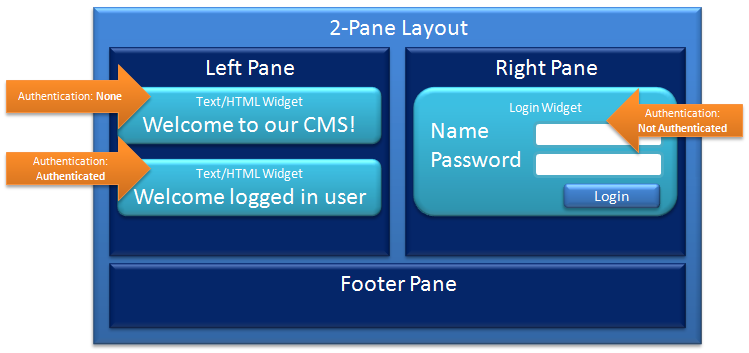 2-Pane Layout
Left Pane
Authentication: None
Text/HTML Widget
Welcome to our CMS!
Authentication:
Authenticated
Text/HTML Widget
Welcome logged in user
Right Pane
Login Widget
Authentication:
Not Authenticated
Name
Password
Login
Footer Pane